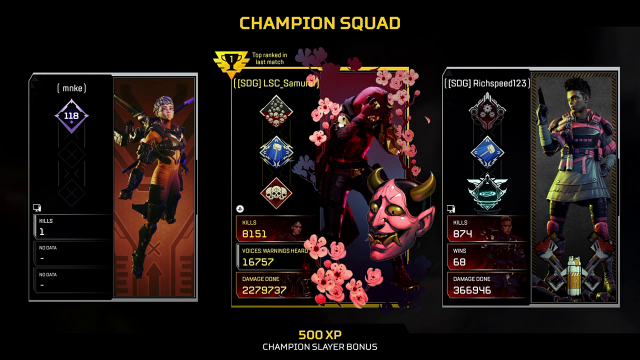 CHAMPION SQUAD
1
Top ranked in
last match
( mnke )
118
KILLS
1
NO DATA
-
NO DATA
-
([SDG] LSC_Samur
KILLS
8151
VOICES: WARNINGS HEARD
16757
DAMAGE DONE
2279737
([SDG] Richspeed123 )
KILLS
874
WINS
68
DAMAGE DONE
366946
500 XP
CHAMPION SLAYER BONUS